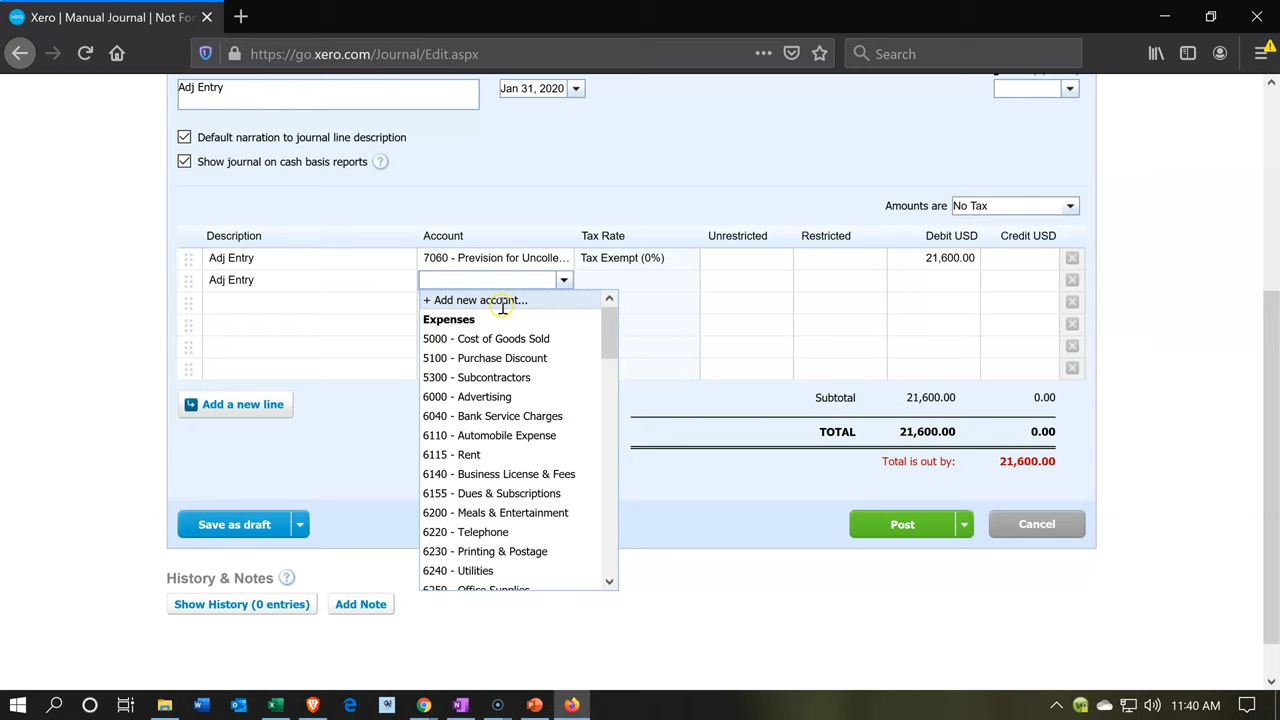 xero Xero | Manual Journal | Not For
https://go.xero.com/Journal/Edit.aspx
Search
Adj Entry
Jan 31, 2020
Default narration to journal line description
Show journal on cash basis reports ?
Amounts are No Tax
Description Account Tax Rate Unrestricted Restricted Debit USD Credit USD
Adj Entry 7060 - Prevision for Uncolle... Tax Exempt (0%) 21,600.00
Adj Entry
+ Add new account...
Expenses
5000 - Cost of Goods Sold
5100 - Purchase Discount
5300 - Subcontractors
6000 - Advertising
6040 - Bank Service Charges
6110 - Automobile Expense
6115 - Rent
6140 - Business License & Fees
6155 - Dues & Subscriptions
6200 - Meals & Entertainment
6220 - Telephone
6230 - Printing & Postage
6240 - Utilities
6250 - Office Supplies
Add a new line
Subtotal 21,600.00 0.00
TOTAL 21,600.00 0.00
Total is out by: 21,600.00
Save as draft
Post
Cancel
History & Notes ?
Show History (0 entries)
Add Note
11:40 AM